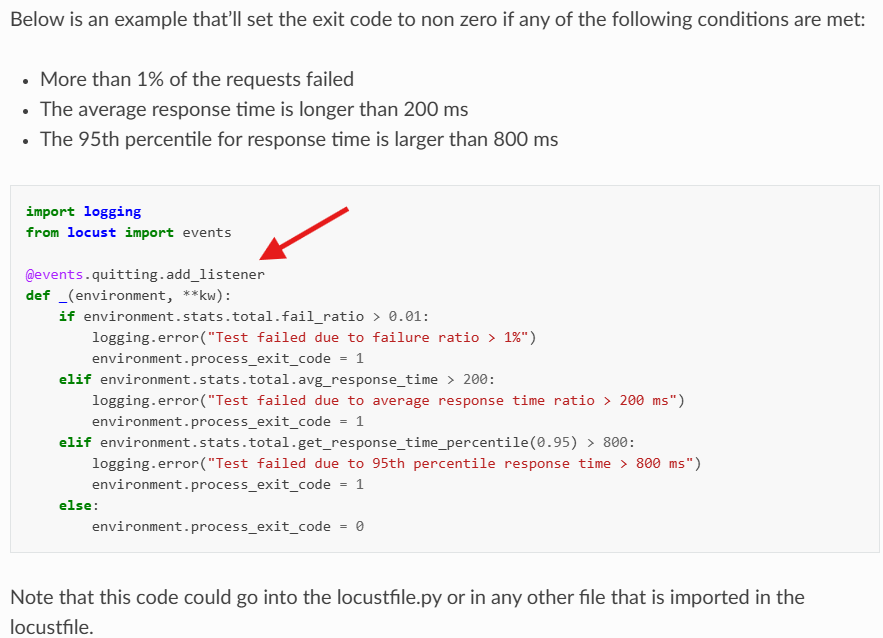 Below is an example that’ll set the exit code to non zero if any of the following conditions are met:
• More than 1% of the requests failed
• The average response time is longer than 200 ms
• The 95th percentile for response time is larger than 800 ms
import logging
from locust import events

@events.quitting.add_listener
def _(environment, **kw):
    if environment.stats.total.fail_ratio > 0.01:
        logging.error("Test failed due to failure ratio > 1%")
        environment.process_exit_code = 1
    elif environment.stats.total.avg_response_time > 200:
        logging.error("Test failed due to average response time ratio > 200 ms")
        environment.process_exit_code = 1
    elif environment.stats.total.get_response_time_percentile(0.95) > 800:
        logging.error("Test failed due to 95th percentile response time > 800 ms")
        environment.process_exit_code = 1
    else:
        environment.process_exit_code = 0
Note that this code could go into the locustfile.py or in any other file that is imported in the
locustfile.